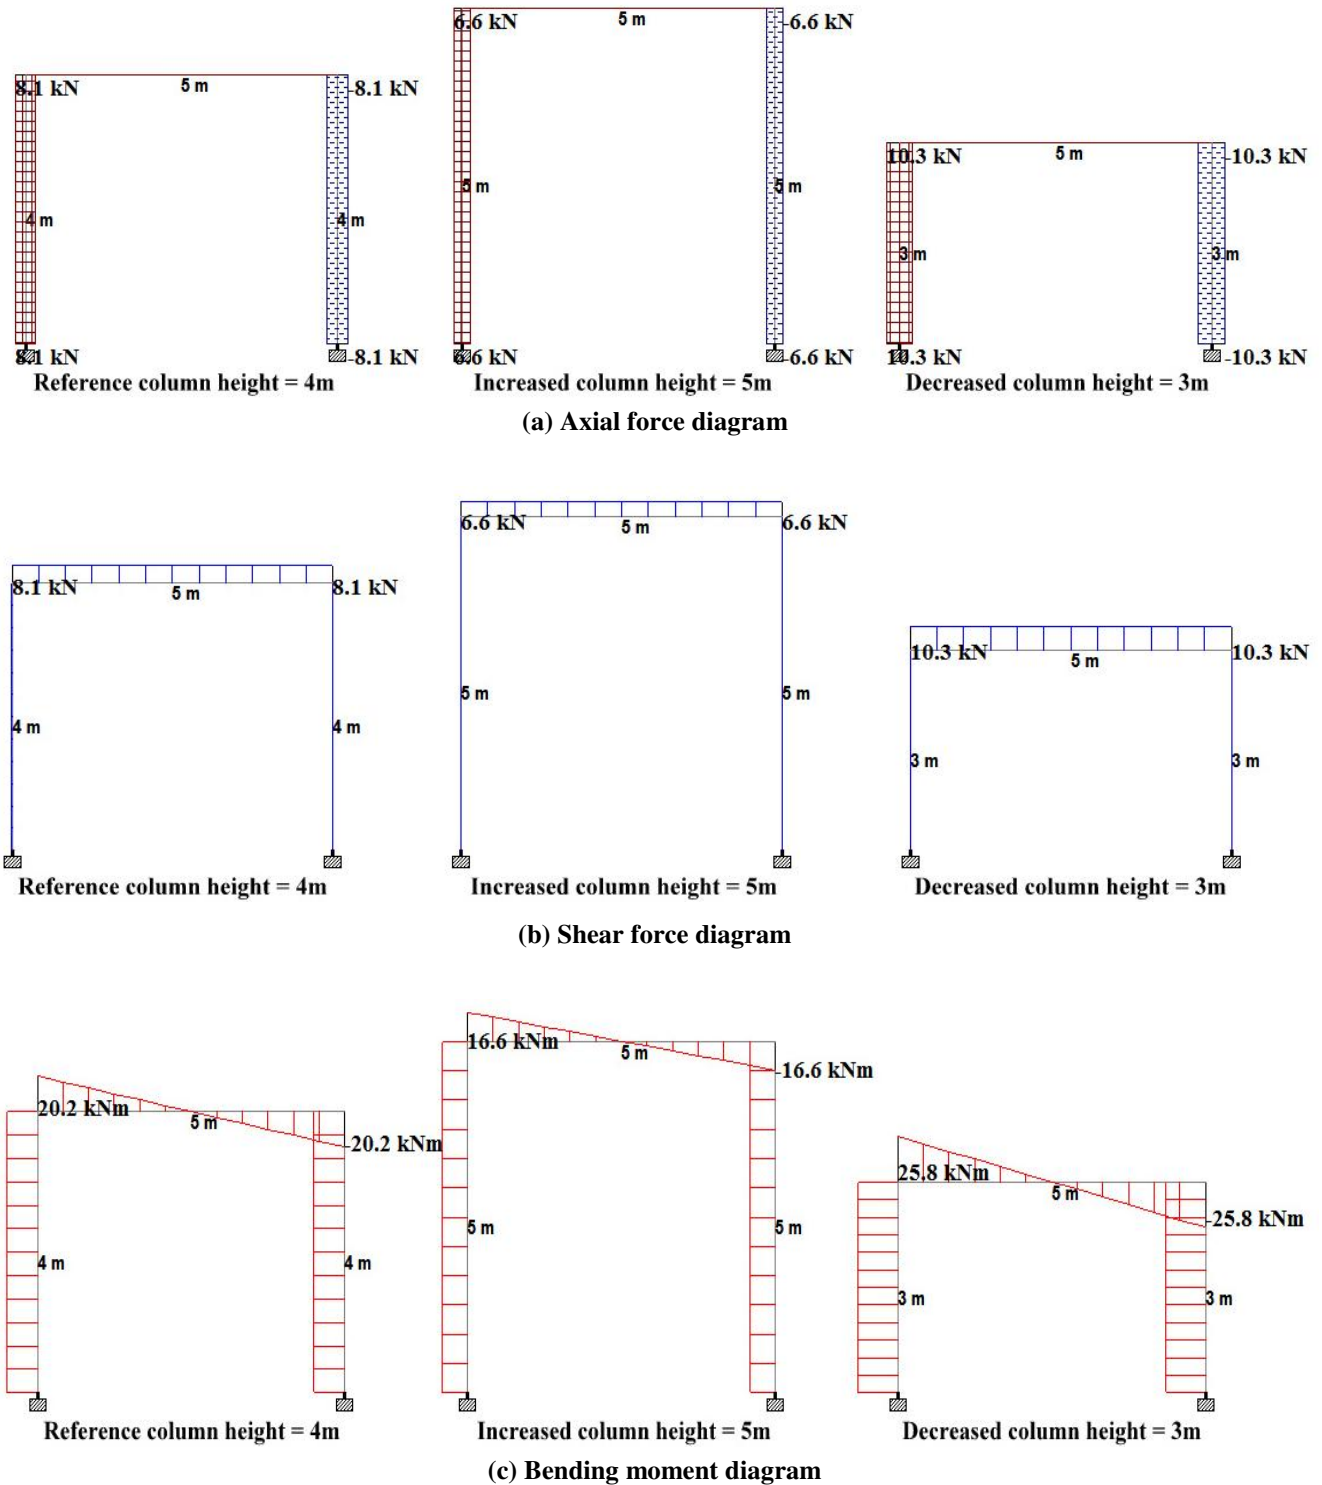 6.6 kN 5 m -6.6 kN
8.1 kN 5 m -8.1 kN
10.3 kN 5 m -10.3 kN
5 m 5 m
4 m 4 m
3 m 3 m
8.1 kN -8.1 kN 6.6 kN -6.6 kN 10.3 kN -10.3 kN
Reference column height = 4m Increased column height = 5m Decreased column height = 3m
(a) Axial force diagram
6.6 kN 5 m 6.6 kN
8.1 kN 5 m 8.1 kN
10.3 kN 5 m 10.3 kN
5 m 5 m
4 m 4 m
3 m 3 m
Reference column height = 4m Increased column height = 5m Decreased column height = 3m
(b) Shear force diagram
16.6 kNm 5 m -16.6 kNm
20.2 kNm 5 m -20.2 kNm
25.8 kNm 5 m -25.8 kNm
5 m 5 m
4 m 4 m
3 m 3 m
Reference column height = 4m Increased column height = 5m Decreased column height = 3m
(c) Bending moment diagram